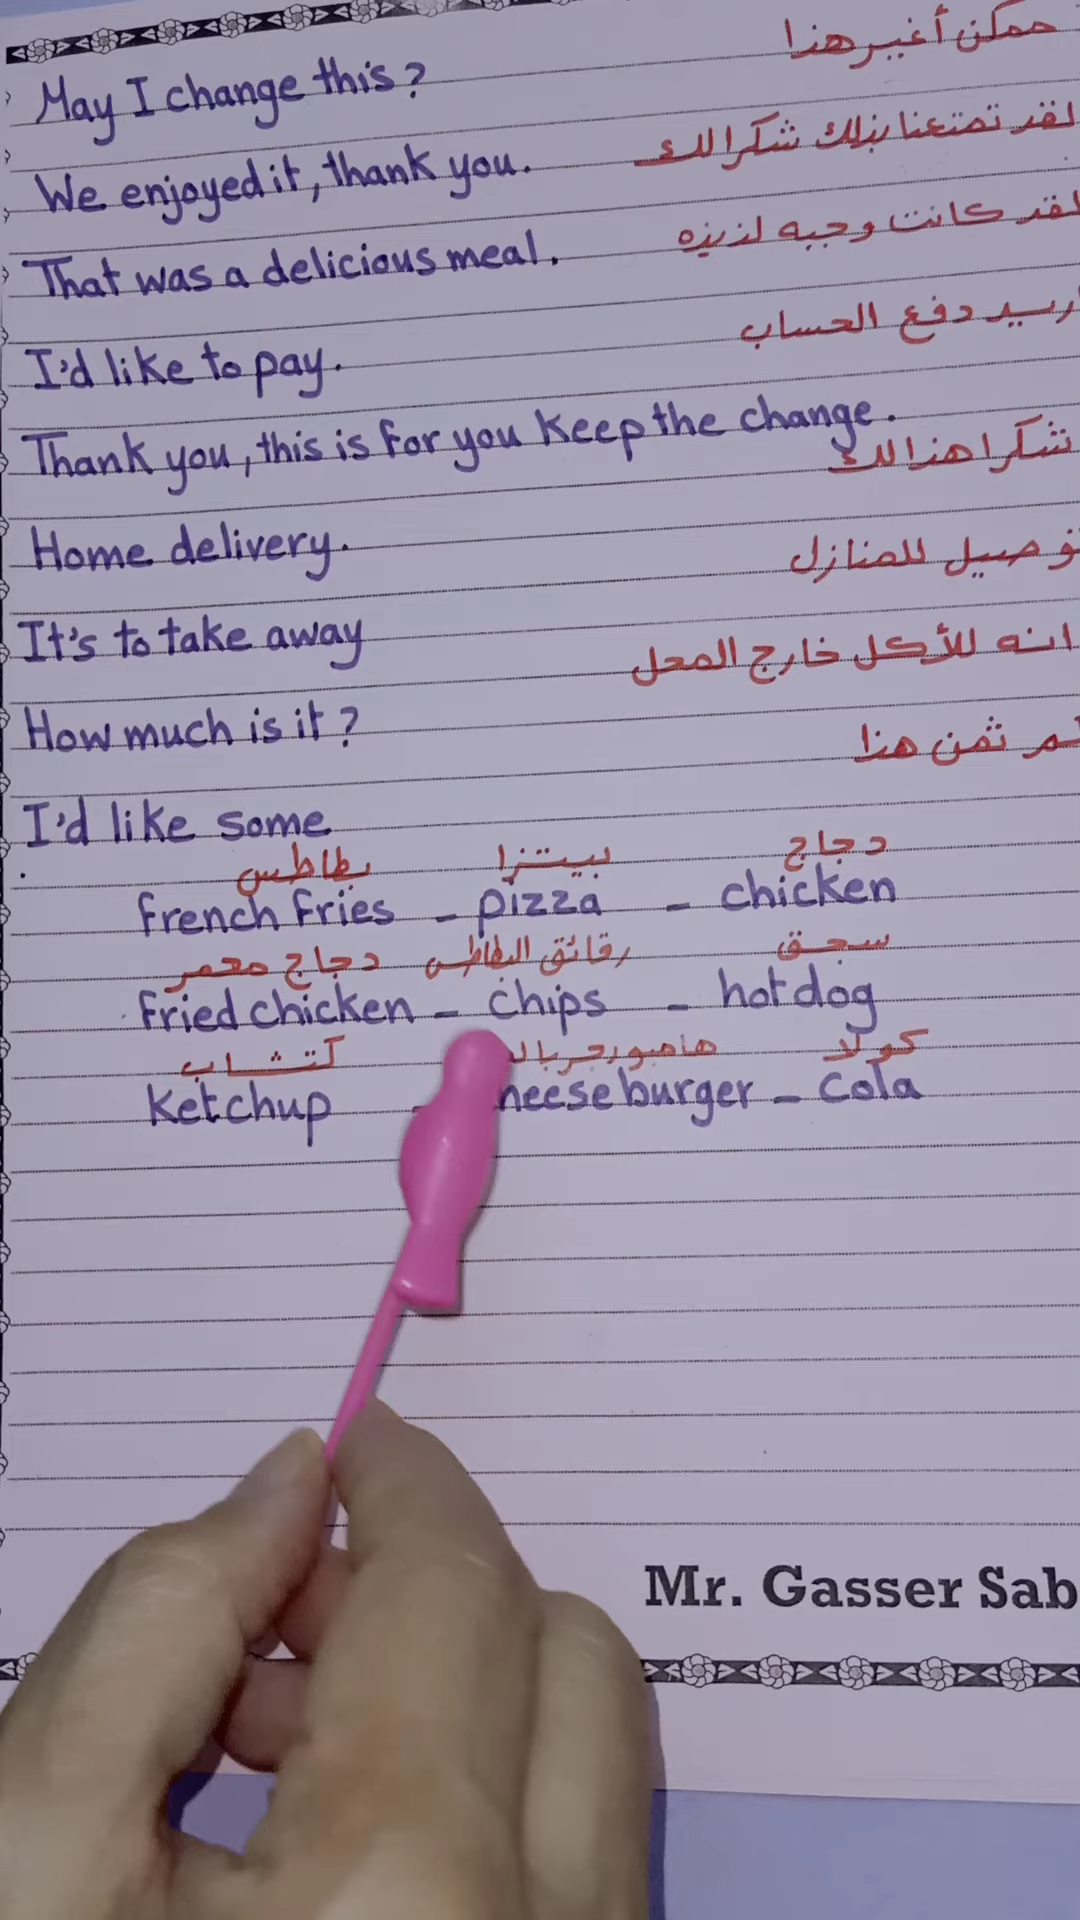 May I change this? ممكن أغير هذا
We enjoyed it, thank you. لقد تمتعنا بذلك شكرا لك
That was a delicious meal. لقد كانت وجبه لذيذه
I'd like to pay. اريد دفع الحساب
Thank you, this is for you Keep the change.
شكرا هذا لك
Home delivery. توصيل للمنازل
It's to take away انه للأكل خارج المحل
How much is it? كم ثمن هذا
I'd like some
بطاطس بيتزا دجاج
French Fries - pizza - chicken
دجاج محمر رقائق البطاطس سجق
Fried chicken - chips - hot dog
كتشاب هامبورجر كولا
Ketchup - heese burger - cola
Mr. Gasser Sab